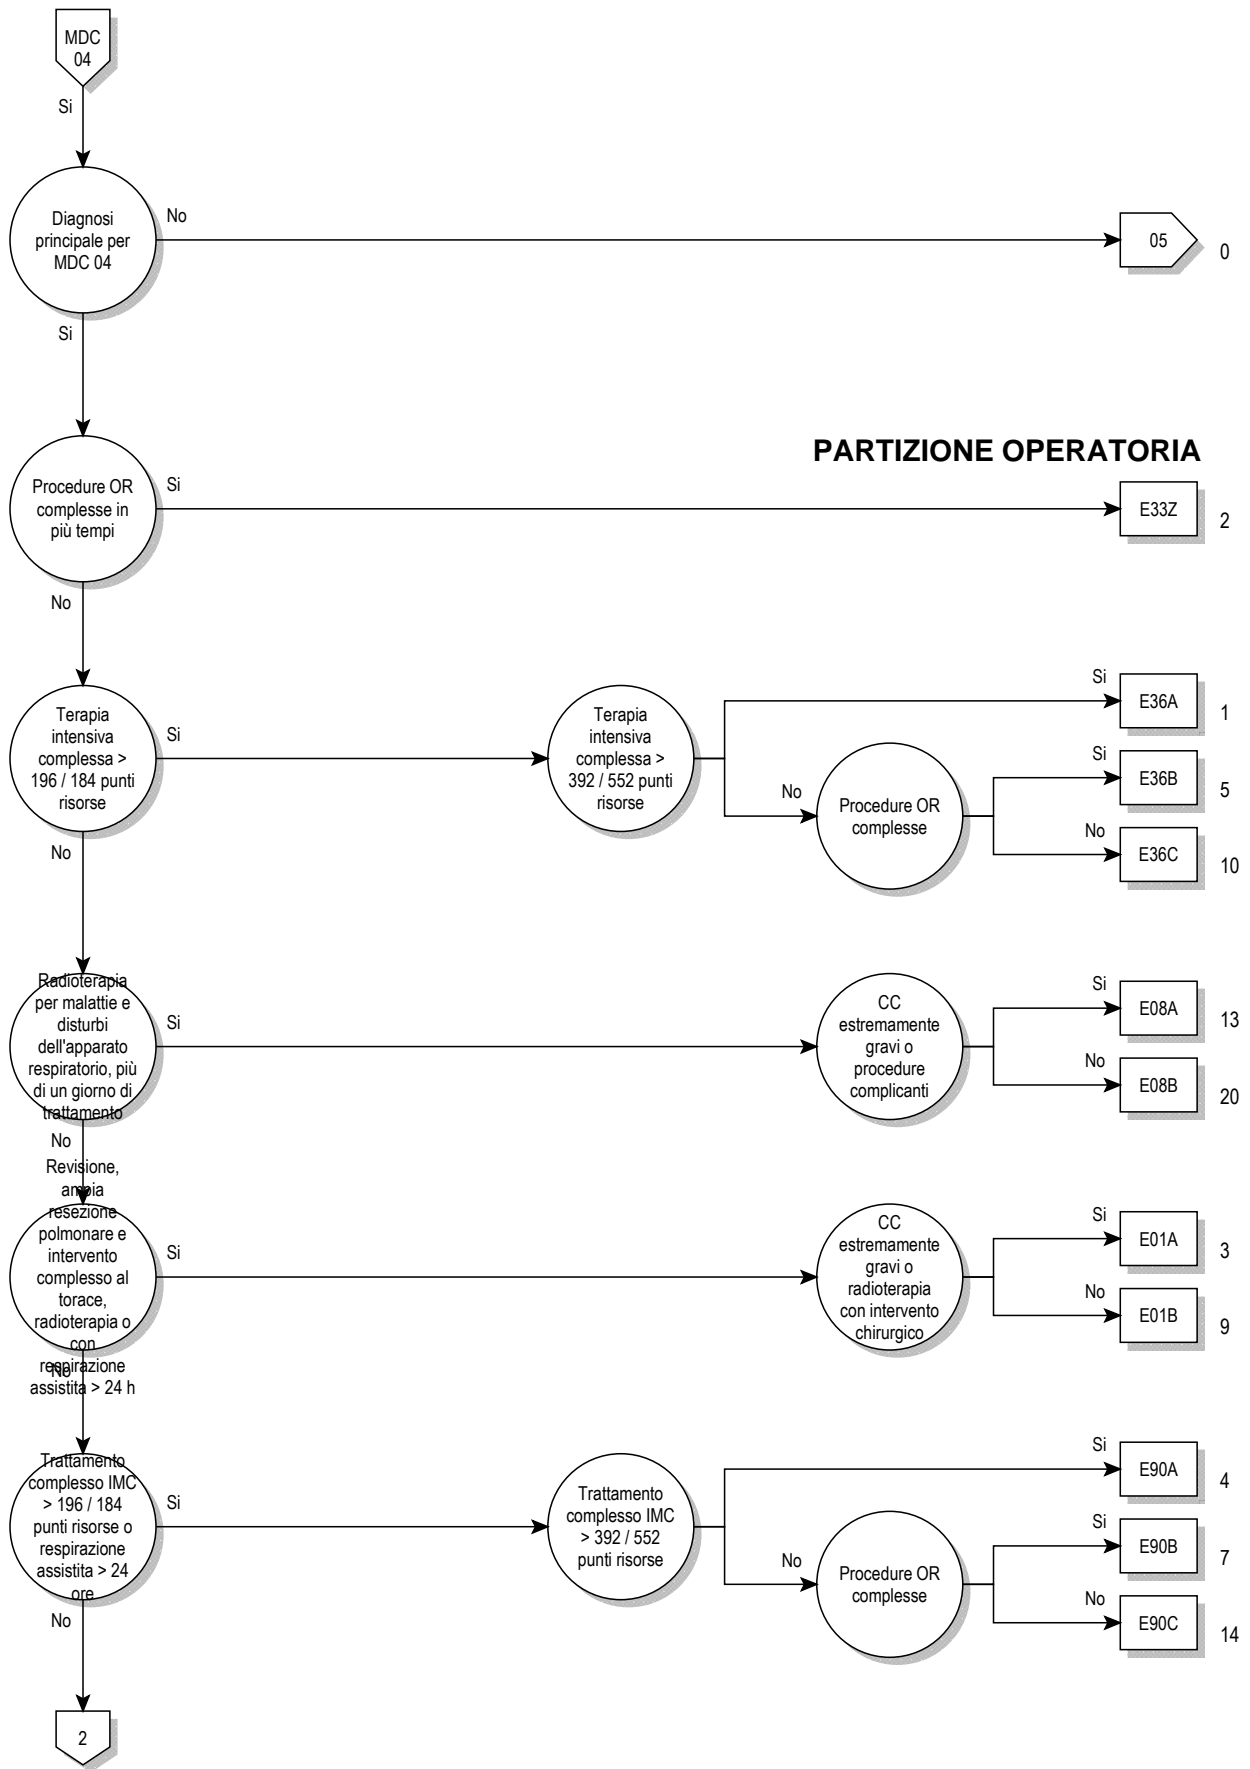 MDC
04
Si
Diagnosi
principale per
MDC 04
No
05
0
Si
PARTIZIONE OPERATORIA
Procedure OR
complesse in
più tempi
Si
E33Z
2
No
Terapia
intensiva
complessa >
196 / 184 punti
risorse
Si
Terapia
intensiva
complessa >
392 / 552 punti
risorse
Si
E36A
1
No
Procedure OR
complesse
Si
E36B
5
No
E36C
10
No
Radioterapia
per malattie e
disturbi
dell'apparato
respiratorio, più
di un giorno di
trattamento
Si
CC
estremamente
gravi o
procedure
complicanti
Si
E08A
13
No
E08B
20
No
Revisione,
ampia
resezione
polmonare e
intervento
complesso al
torace,
radioterapia o
con
respirazione
assistita > 24 h
Si
CC
estremamente
gravi o
radioterapia
con intervento
chirurgico
Si
E01A
3
No
E01B
9
No
Trattamento
complesso IMC
> 196 / 184
punti risorse o
respirazione
assistita > 24
ore
Si
Trattamento
complesso IMC
> 392 / 552
punti risorse
Si
E90A
4
No
Procedure OR
complesse
Si
E90B
7
No
E90C
14
No
2